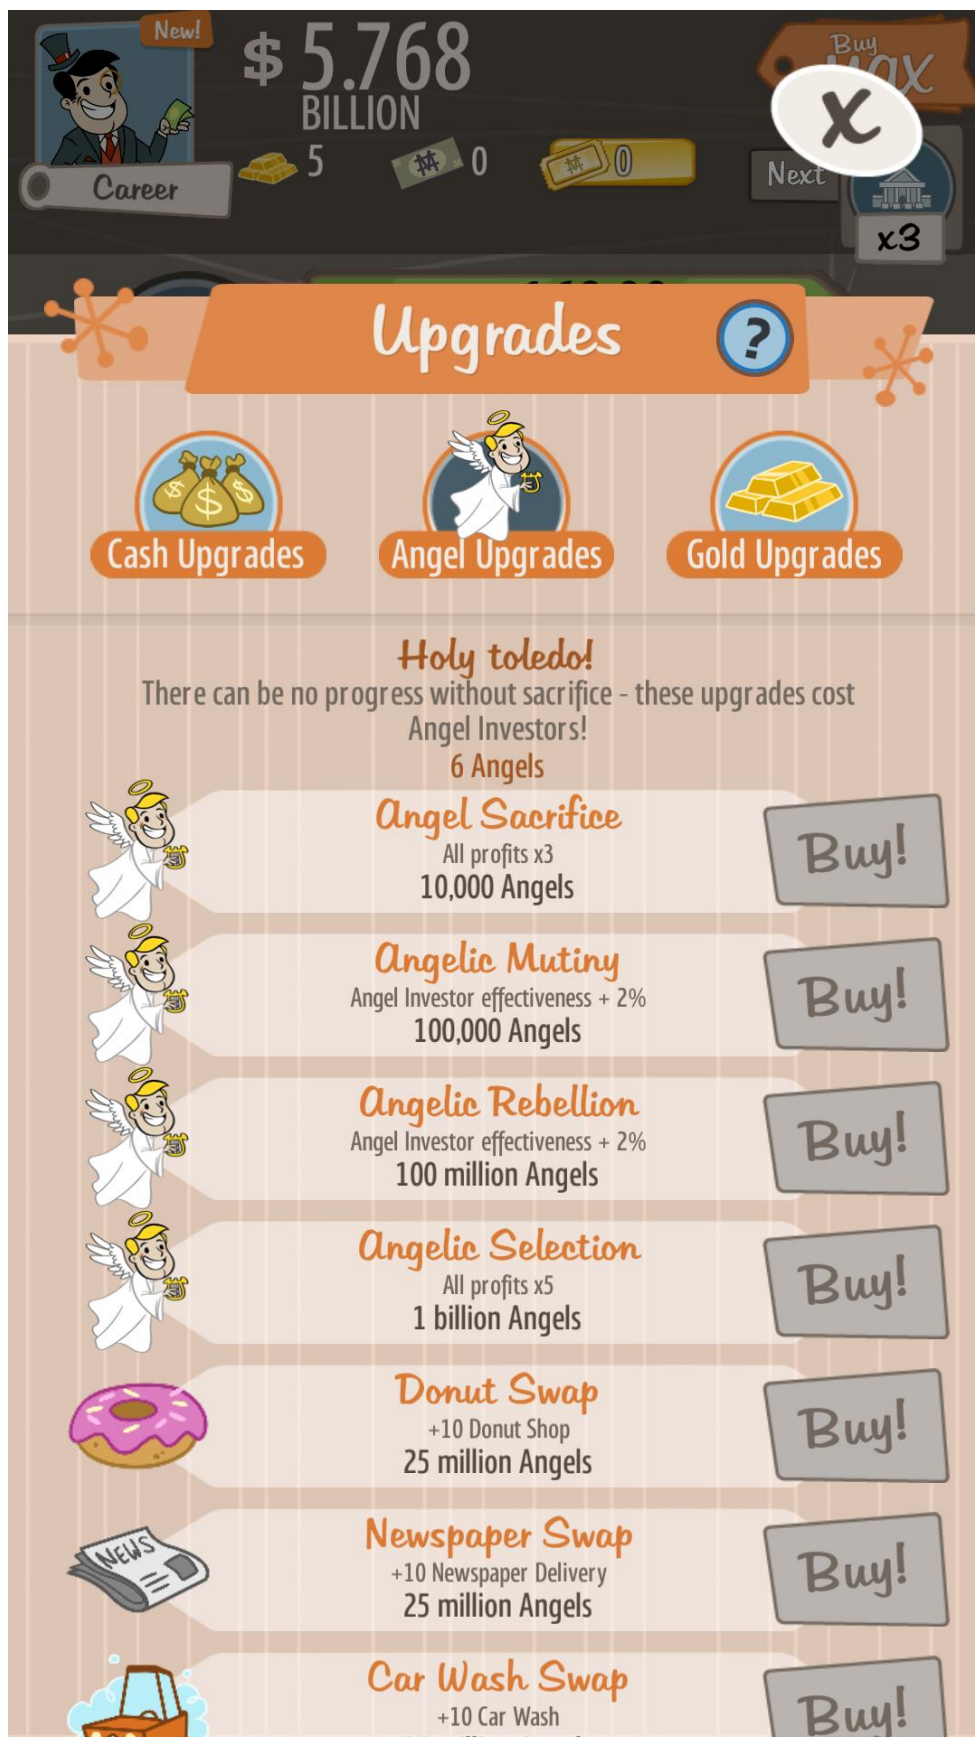 New!
$ 5.768
BILLION
Buy
max
X
5
0
0
Next
Career
x3
Upgrades
?
Cash Upgrades
Angel Upgrades
Gold Upgrades
Holy toledo!
There can be no progress without sacrifice - these upgrades cost
Angel Investors!
6 Angels
Angel Sacrifice
All profits x3
10,000 Angels
Buy!
Angelic Mutiny
Angel Investor effectiveness + 2%
100,000 Angels
Buy!
Angelic Rebellion
Angel Investor effectiveness + 2%
100 million Angels
Buy!
Angelic Selection
All profits x5
1 billion Angels
Buy!
Donut Swap
+10 Donut Shop
25 million Angels
Buy!
NEWS
Newspaper Swap
+10 Newspaper Delivery
25 million Angels
Buy!
Car Wash Swap
+10 Car Wash
Buy!